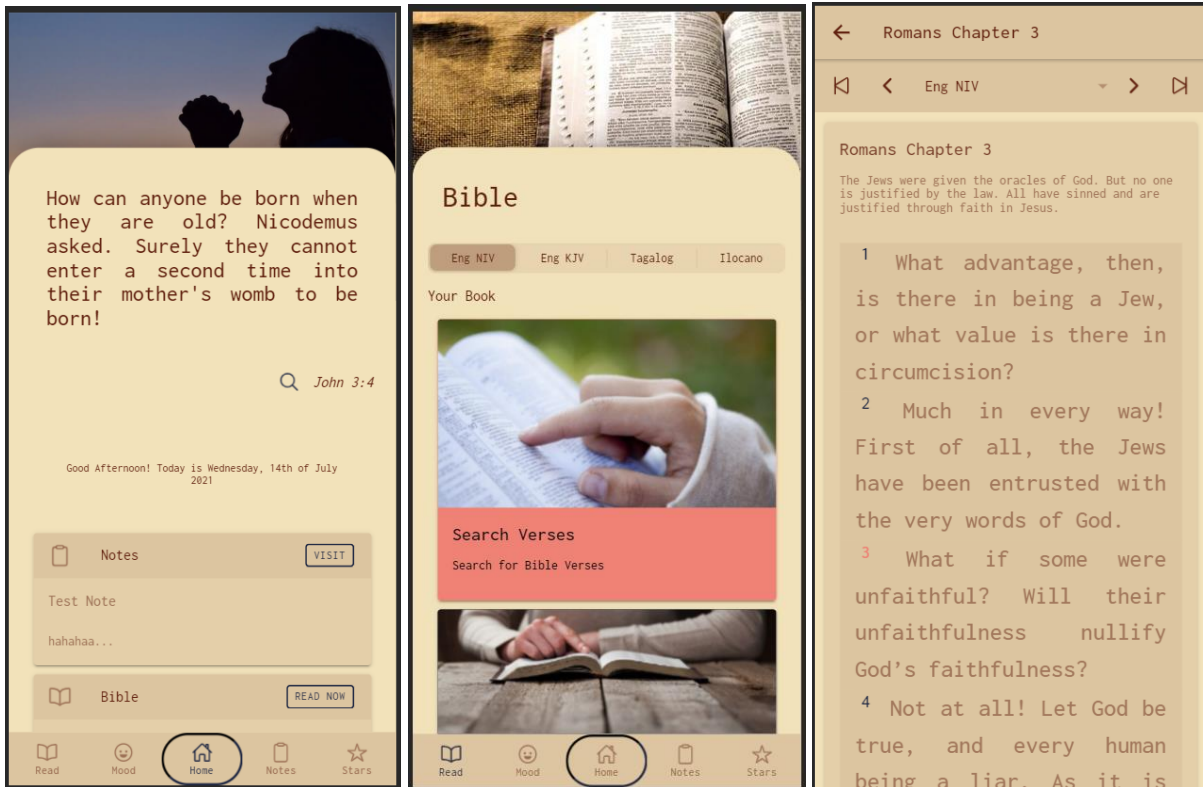 How can anyone be born when
they are old? Nicodemus
asked. Surely they cannot
enter a second time into
their mother's womb to be
born!
John 3:4
Good Afternoon! Today is Wednesday, 14th of July
2021
Notes
VISIT
Test Note
hahahaa...
Bible
READ NOW
Read
Mood
Home
Notes
Stars
Bible
Eng NIV
Eng KJV
Tagalog
Ilocano
Your Book
Search Verses
Search for Bible Verses
Read
Mood
Home
Notes
Stars
Romans Chapter 3
Eng NIV
Romans Chapter 3
The Jews were given the oracles of God. But no one
is justified by the law. All have sinned and are
justified through faith in Jesus.
1 What advantage, then,
is there in being a Jew,
or what value is there in
circumcision?
2 Much in every way!
First of all, the Jews
have been entrusted with
the very words of God.
3 What if some were
unfaithful? Will their
unfaithfulness nullify
God’s faithfulness?
4 Not at all! Let God be
true, and every human
being a liar. As it is